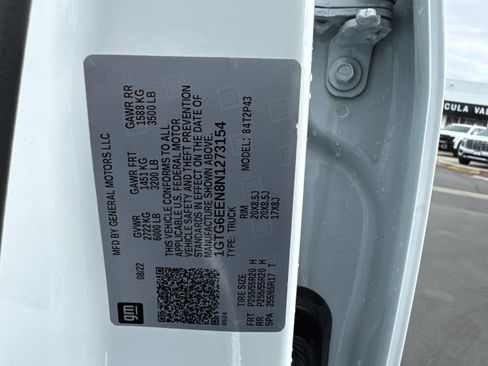 MFD BY GENERAL MOTORS LLC
08/22
GVWR
2722 KG
6000 LB
GAWR FRT
1451 KG
3200 LB
GAWR RR
1588 KG
3500 LB
THIS VEHICLE CONFORMS TO ALL
APPLICABLE U.S. FEDERAL MOTOR
VEHICLE SAFETY AND THEFT PREVENTION
STANDARDS IN EFFECT ON THE DATE OF
MANUFACTURE SHOWN ABOVE.
1GTG6EEN8N1273154
TYPE: TRUCK
MODEL: 84T2P43
gm
TIRE SIZE
RIM
FRT P255/55R20 H 20X8.5J
RR P255/55R20 H 20X8.5J
SPA 255/65R17 T 17X8J
CULA VAL